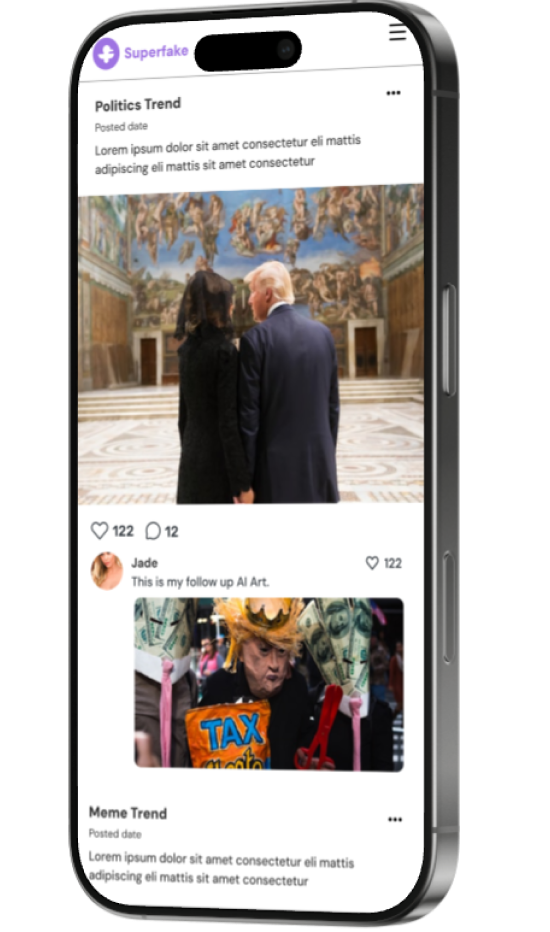 Superfake
Politics Trend
Posted date
Lorem ipsum dolor sit amet consectetur eli mattis
adipiscing eli mattis sit amet consectetur
122 12
Jade
122
This is my follow up AI Art.
TAX
Meme Trend
Posted date
Lorem ipsum dolor sit amet consectetur eli mattis
adipiscing eli mattis sit amet consectetur